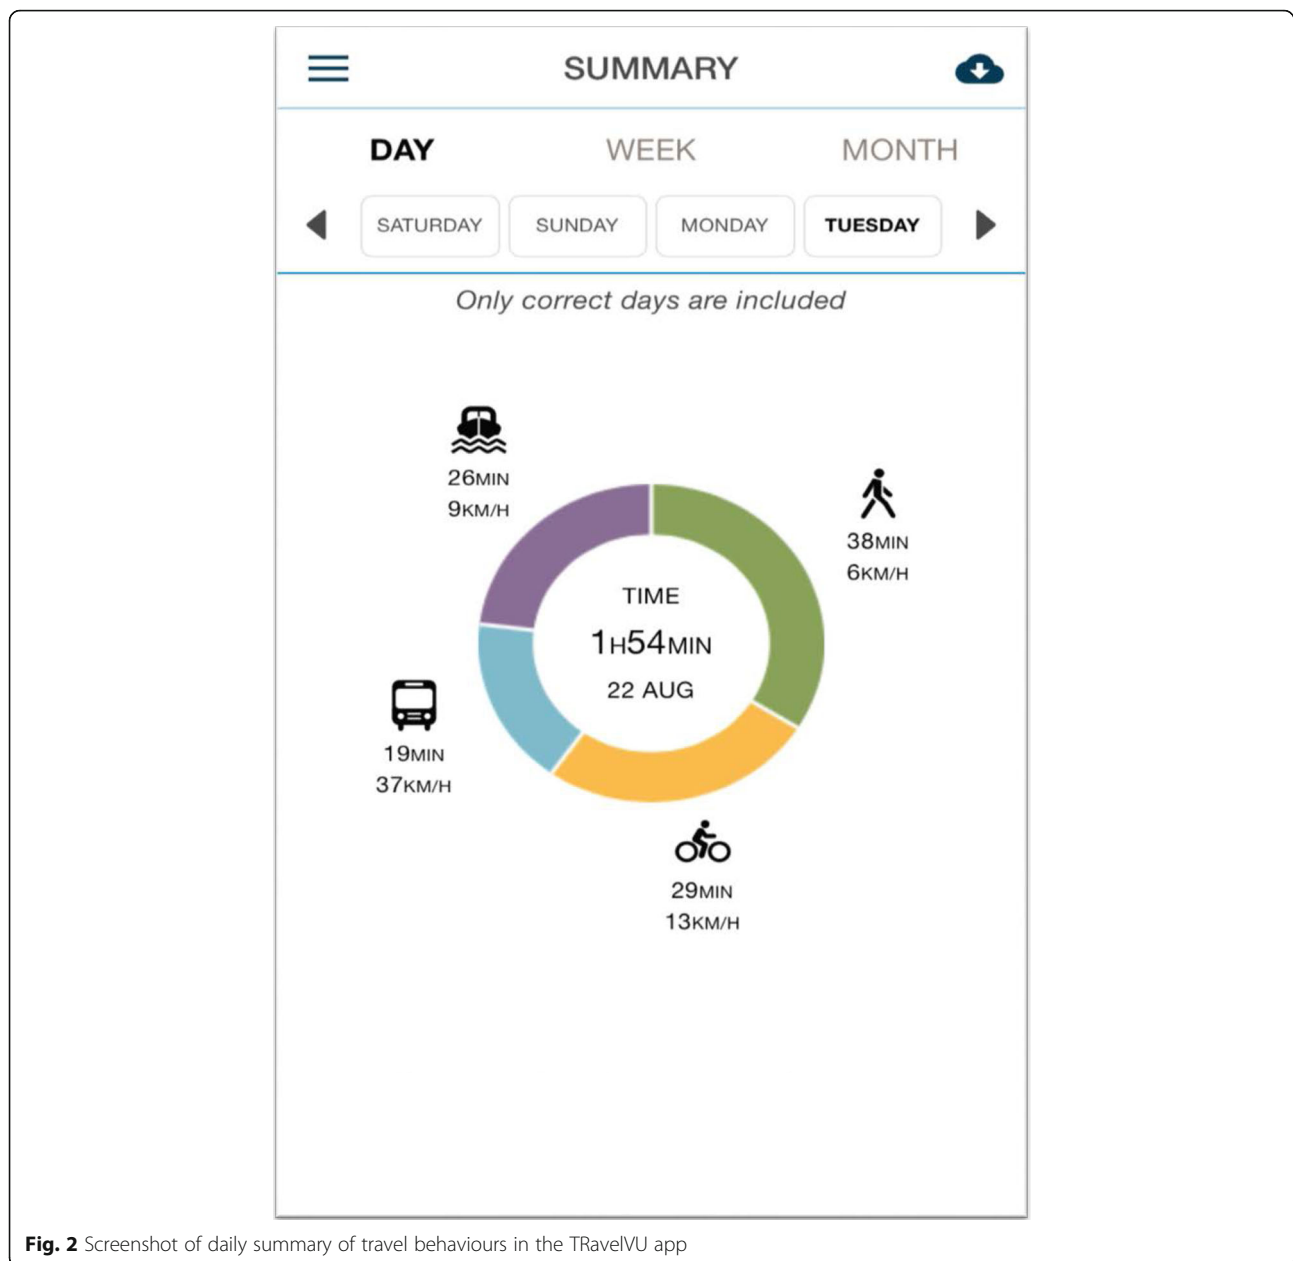 SUMMARY
DAY WEEK MONTH
SATURDAY SUNDAY MONDAY TUESDAY
Only correct days are included
26MIN
9KM/H
38MIN
6KM/H
TIME
1H54MIN
22 AUG
19MIN
37KM/H
29MIN
13KM/H
Fig. 2 Screenshot of daily summary of travel behaviours in the TRavelVU app